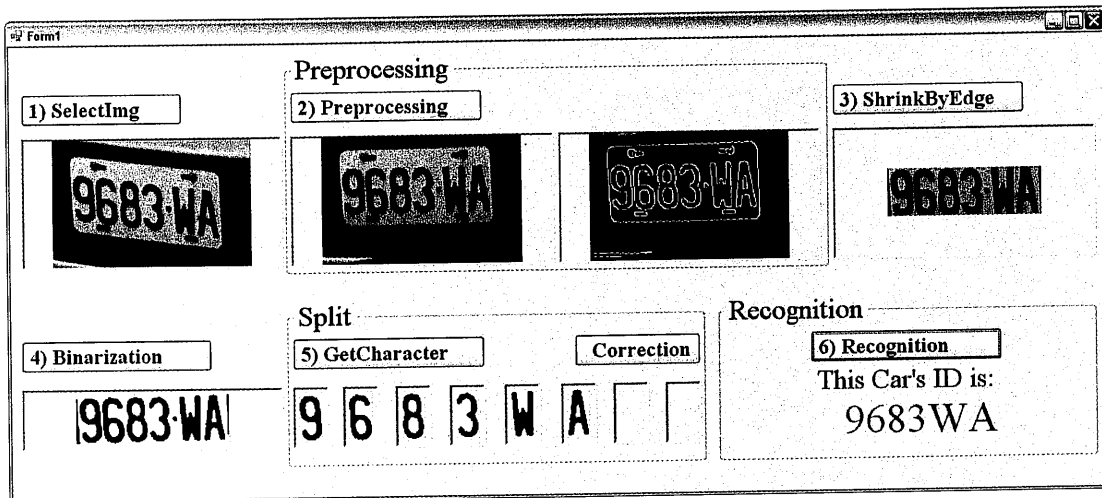 Form1
Preprocessing
1) SelectImg
2) Preprocessing
3) ShrinkByEdge
9683·WA
9683·WA
9683·WA
9683·WA
Split
Recognition
4) Binarization
5) GetCharacter
Correction
6) Recognition
This Car's ID is:
9683·WA
9 6 8 3 W A
9683WA